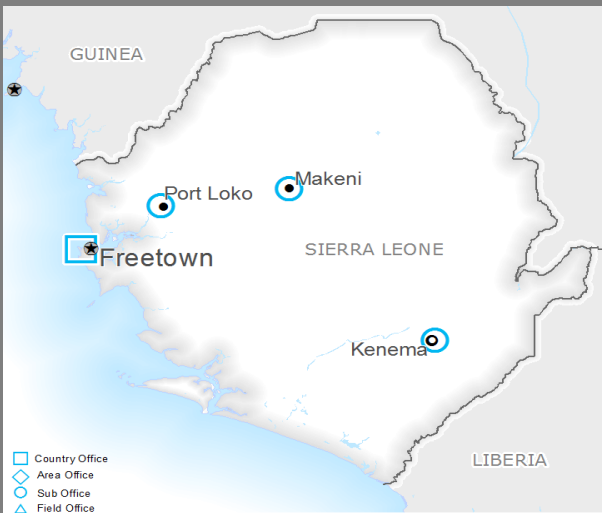 GUINEA
Makeni
Port Loko
SIERRA LEONE
Freetown
Kenema
LIBERIA
Country Office
Area Office
Sub Office
Field Office